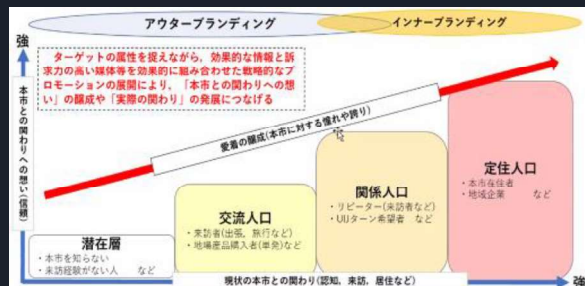 アウターブランディング
インナーブランディング
強
ターゲットの属性を捉えながら、効果的な情報と訴
求力の高い媒体等を効果的に組み合わせた戦略的なプ
ロモーションの展開により、「本市との関わりへの想
い」の醸成や「実際の関わり」の発展につなげる
本市との関わりへの想い(信頼)
愛着の醸成(本市に対する憧れや誇り)
潜在層
・本市を知らない
・来訪経験がない人 など
交流人口
・来訪者(出張、旅行など)
・地場産品購入者(単発)など
関係人口
・リピーター(来訪者など)
・UIJターン希望者 など
定住人口
・本市在住者
・地域企業 など
現状の本市との関わり(認知、来訪、居住など)
強